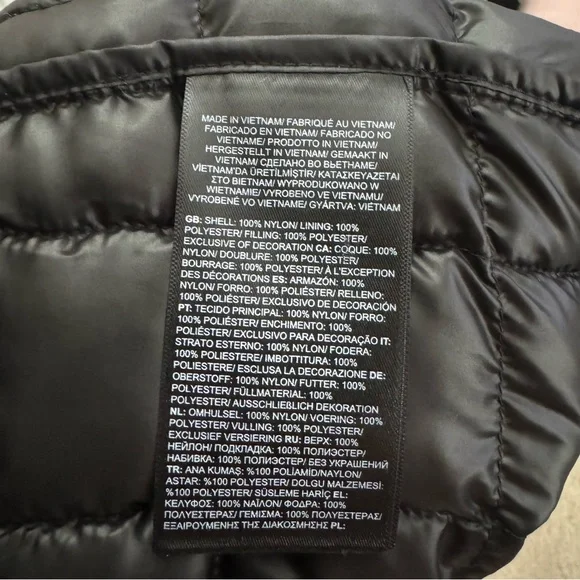 MADE IN VIETNAM/ FABRIQUÉ AU VIETNAM/
FABRICADO EN VIETNAM/ FABRICADO NO
VIETNAME/ PRODOTTO IN VIETNAM/
HERGESTELLT IN VIETNAM/ GEMAAKT IN
VIETNAM/ СДЕЛАНО ВО ВЬЕТНАМЕ/
VİETNAM'DA ÜRETİLMİŞTİR/ ΚΑΤΑΣΚΕΥΑΖΕΤΑΙ
ΣΤΟ ΒΙΕΤΝΑΜ/ WYPRODUKOWANO W
WIETNAMIE/ VYROBENO VE VIETNAMU/
VYROBENÉ VO VIETNAME/ GYÁRTVA: VIETNÁM
GB: SHELL: 100% NYLON/ LINING: 100%
POLYESTER/ FILLING: 100% POLYESTER/
EXCLUSIVE OF DECORATION CA: COQUE: 100%
NYLON/ DOUBLURE: 100% POLYESTER/
BOURRAGE: 100% POLYESTER/ À L'EXCEPTION
DES DÉCORATIONS ES: ARMAZÓN: 100%
NYLON/ FORRO: 100% POLIÉSTER/ RELLENO:
100% POLIÉSTER/ EXCLUSIVO DE DECORACIÓN
PT: TECIDO PRINCIPAL: 100% NYLON/ FORRO:
100% POLIÉSTER/ ENCHIMENTO: 100%
POLIÉSTER/ EXCLUSIVO PARA DECORAÇÃO IT:
STRATO ESTERNO: 100% NYLON/ FODERA:
100% POLIESTERE/ IMBOTTITURA: 100%
POLIESTERE/ ESCLUSA LA DECORAZIONE DE:
OBERSTOFF: 100% NYLON/ FUTTER: 100%
POLYESTER/ FÜLLMATERIAL: 100%
POLYESTER/ AUSSCHLIEßLICH DEKORATION
NL: OMHULSEL: 100% NYLON/ VOERING: 100%
POLYESTER/ VULLING: 100% POLYESTER/
EXCLUSIEF VERSIERING RU: ВЕРХ: 100%
НЕЙЛОН/ ПОДКЛАДКА: 100% ПОЛИЭСТЕР/
НАБИВКА: 100% ПОЛИЭСТЕР/ БЕЗ УКРАШЕНИЙ
TR: ANA KUMAŞ: %100 POLİAMİD/NAYLON/
ASTAR: %100 POLYESTER/ DOLGU MALZEMESİ:
%100 POLYESTER/ SÜSLEME HARİÇ EL:
ΚΕΛΥΦΟΣ: 100% ΝΑΪΛΟΝ/ ΦΟΔΡΑ: 100%
ΠΟΛΥΕΣΤΕΡΑΣ/ ΓΕΜΙΣΜΑ: 100% ΠΟΛΥΕΣΤΕΡΑΣ/
ΕΞΑΙΡΟΥΜΕΝΗΣ ΤΗΣ ΔΙΑΚΟΣΜΗΣΗΣ PL: